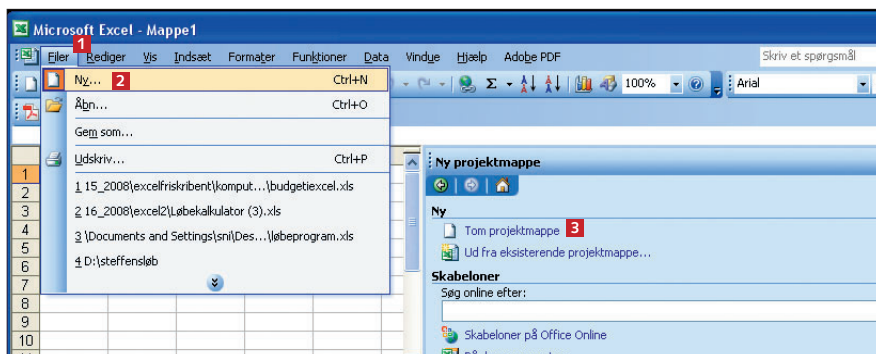 Microsoft Excel - Mappe1
1
Filer Rediger Vis Indsæt Formater Funktioner Data Vindue Hjælp Adobe PDF Skriv et spørgsmål
Ny... 2 Ctrl+N
Σ 100% Arial
Åbn... Ctrl+O
Gem som...
Udskriv... Ctrl+P
1 15_2008\excelfriskribent\komput...\budgetiexcel.xls
2 16_2008\excel2\Løbekalkulator (3).xls
3 \Documents and Settings\sni\Des...\løbeprogram.xls
4 D:\steffensløb
1
2
3
4
5
6
7
8
9
10
Ny projektmappe
Ny
Tom projektmappe 3
Ud fra eksisterende projektmappe...
Skabeloner
Søg online efter:
Skabeloner på Office Online